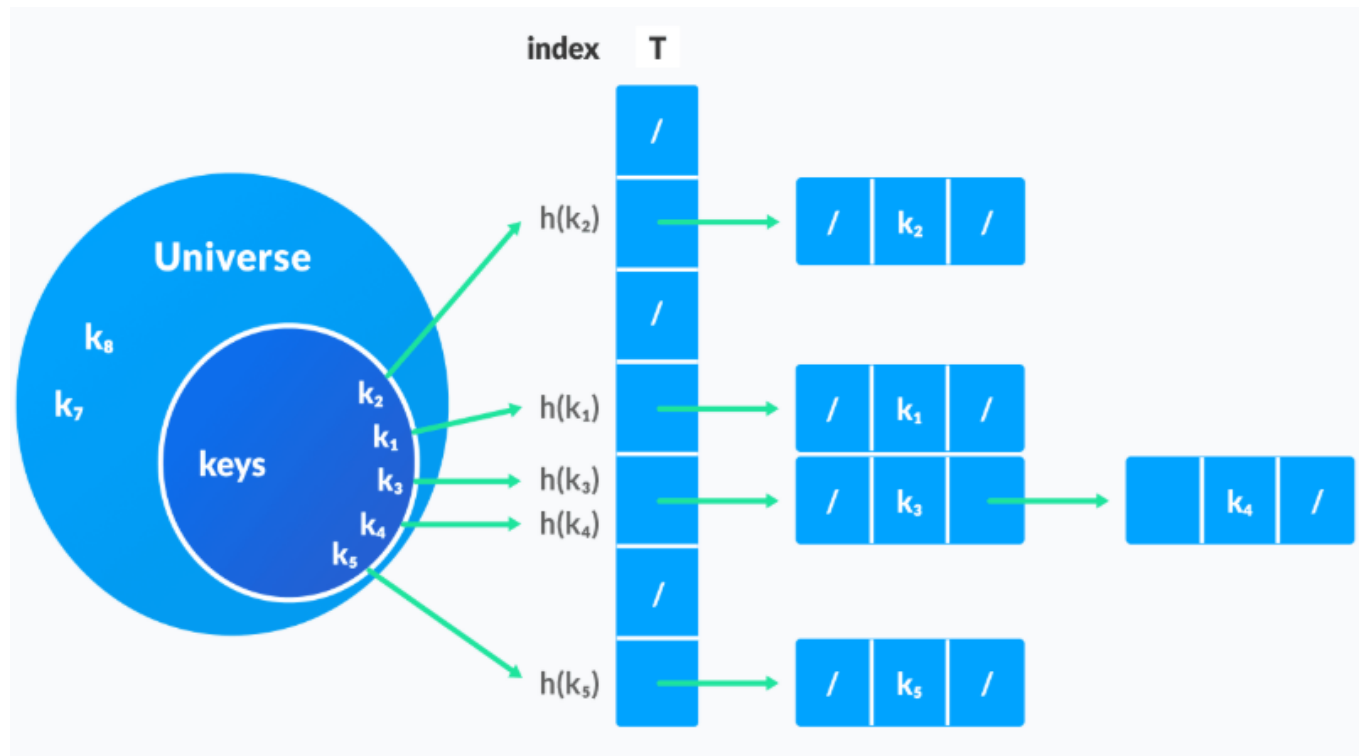 index T
/
h(k₂) / k₂ /
Universe
/
k₈
k₇
k₂
h(k₁) / k₁ /
k₁
keys
k₃
h(k₃) / k₃
k₄ /
k₄
h(k₄)
k₅
/
h(k₅) / k₅ /